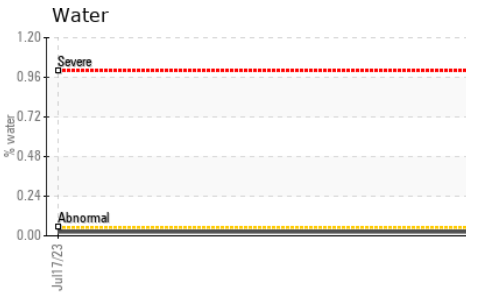 Water
1.20
Severe
0.96
0.72
% water
0.48
0.24
Abnormal
0.00
Jul17/23